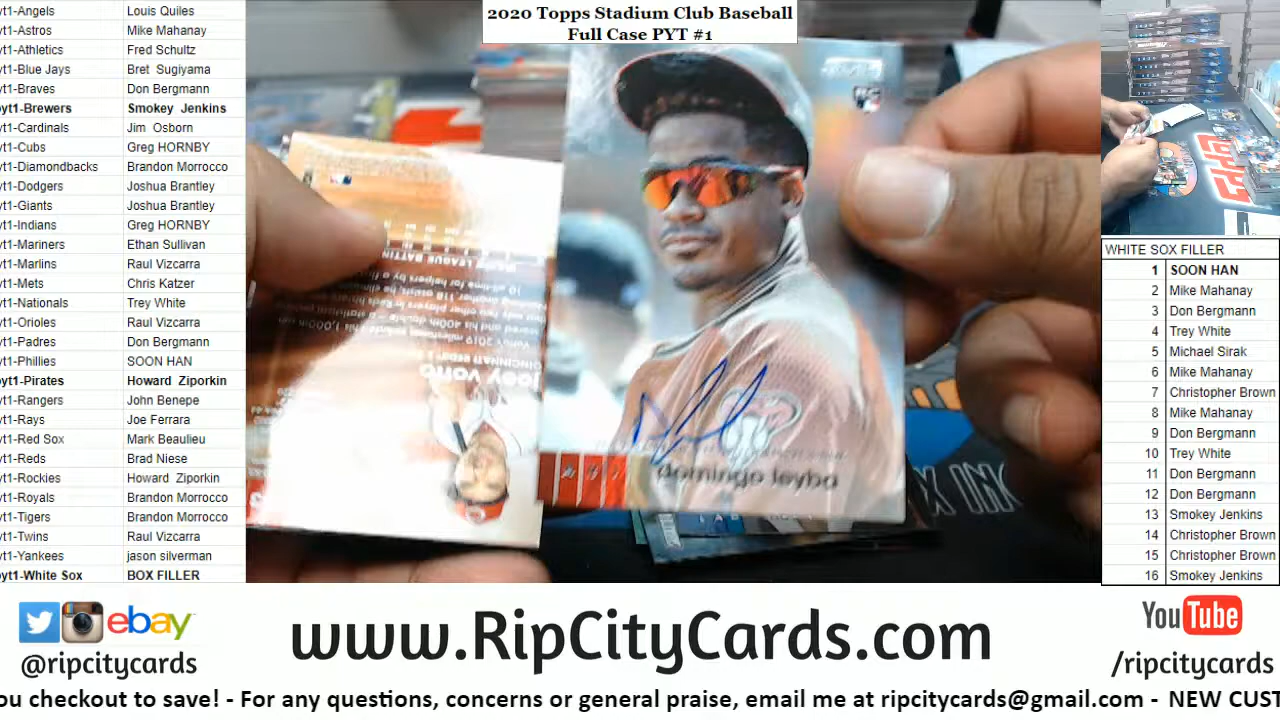 2020 Topps Stadium Club Baseball
Full Case PYT #1
yt1-Angels Louis Quiles
yt1-Astros Mike Mahanay
yt1-Athletics Fred Schultz
yt1-Blue Jays Bret Sugiyama
yt1-Braves Don Bergmann
yt1-Brewers Smokey Jenkins
yt1-Cardinals Jim Osborn
yt1-Cubs Greg HORNBY
yt1-Diamondbacks Brandon Morrocco
yt1-Dodgers Joshua Brantley
yt1-Giants Joshua Brantley
yt1-Indians Greg HORNBY
yt1-Mariners Ethan Sullivan
yt1-Marlins Raul Vizcarra
yt1-Mets Chris Katzer
yt1-Nationals Trey White
yt1-Orioles Raul Vizcarra
yt1-Padres Don Bergmann
yt1-Phillies SOON HAN
yt1-Pirates Howard Ziporkin
yt1-Rangers John Benepe
yt1-Rays Joe Ferrara
yt1-Red Sox Mark Beaulieu
yt1-Reds Brad Niese
yt1-Rockies Howard Ziporkin
yt1-Royals Brandon Morrocco
yt1-Tigers Brandon Morrocco
yt1-Twins Raul Vizcarra
yt1-Yankees jason silverman
yt1-White Sox BOX FILLER
RC
domingo leyba
joey votto
CINCINNATI REDS
TOPPS
WHITE SOX FILLER
1 SOON HAN
2 Mike Mahanay
3 Don Bergmann
4 Trey White
5 Michael Sirak
6 Mike Mahanay
7 Christopher Brown
8 Mike Mahanay
9 Don Bergmann
10 Trey White
11 Don Bergmann
12 Don Bergmann
13 Smokey Jenkins
14 Christopher Brown
15 Christopher Brown
16 Smokey Jenkins
ebay
@ripcitycards
www.RipCityCards.com
YouTube
/ripcitycards
ou checkout to save! - For any questions, concerns or general praise, email me at ripcitycards@gmail.com - NEW CUST